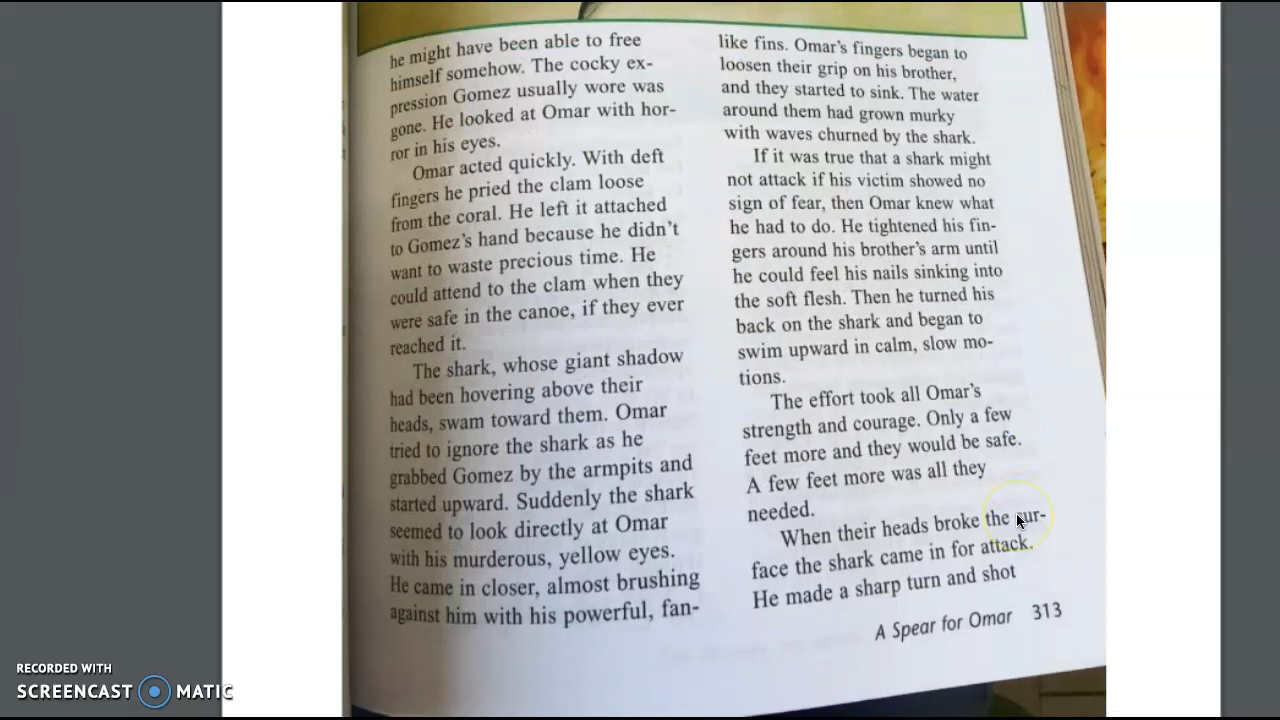 he might have been able to free
himself somehow. The cocky ex-
pression Gomez usually wore was
gone. He looked at Omar with hor-
ror in his eyes.
Omar acted quickly. With deft
fingers he pried the clam loose
from the coral. He left it attached
to Gomez's hand because he didn't
want to waste precious time. He
could attend to the clam when they
were safe in the canoe, if they ever
reached it.
The shark, whose giant shadow
had been hovering above their
heads, swam toward them. Omar
tried to ignore the shark as he
grabbed Gomez by the armpits and
started upward. Suddenly the shark
seemed to look directly at Omar
with his murderous, yellow eyes.
He came in closer, almost brushing
against him with his powerful, fan-
like fins. Omar's fingers began to
loosen their grip on his brother,
and they started to sink. The water
around them had grown murky
with waves churned by the shark.
If it was true that a shark might
not attack if his victim showed no
sign of fear, then Omar knew what
he had to do. He tightened his fin-
gers around his brother's arm until
he could feel his nails sinking into
the soft flesh. Then he turned his
back on the shark and began to
swim upward in calm, slow mo-
tions.
The effort took all Omar's
strength and courage. Only a few
feet more and they would be safe.
A few feet more was all they
needed.
When their heads broke the sur-
face the shark came in for attack.
He made a sharp turn and shot
A Spear for Omar 313
RECORDED WITH
SCREENCAST MATIC